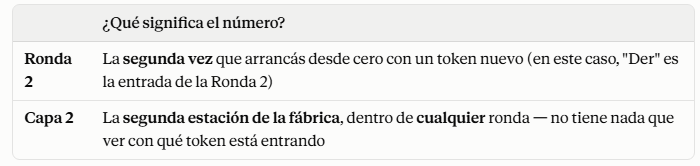 ¿Qué significa el número?
Ronda 2
La segunda vez que arrancás desde cero con un token nuevo (en este caso, "Der" es
la entrada de la Ronda 2)
Capa 2
La segunda estación de la fábrica, dentro de cualquier ronda — no tiene nada que
ver con qué token está entrando